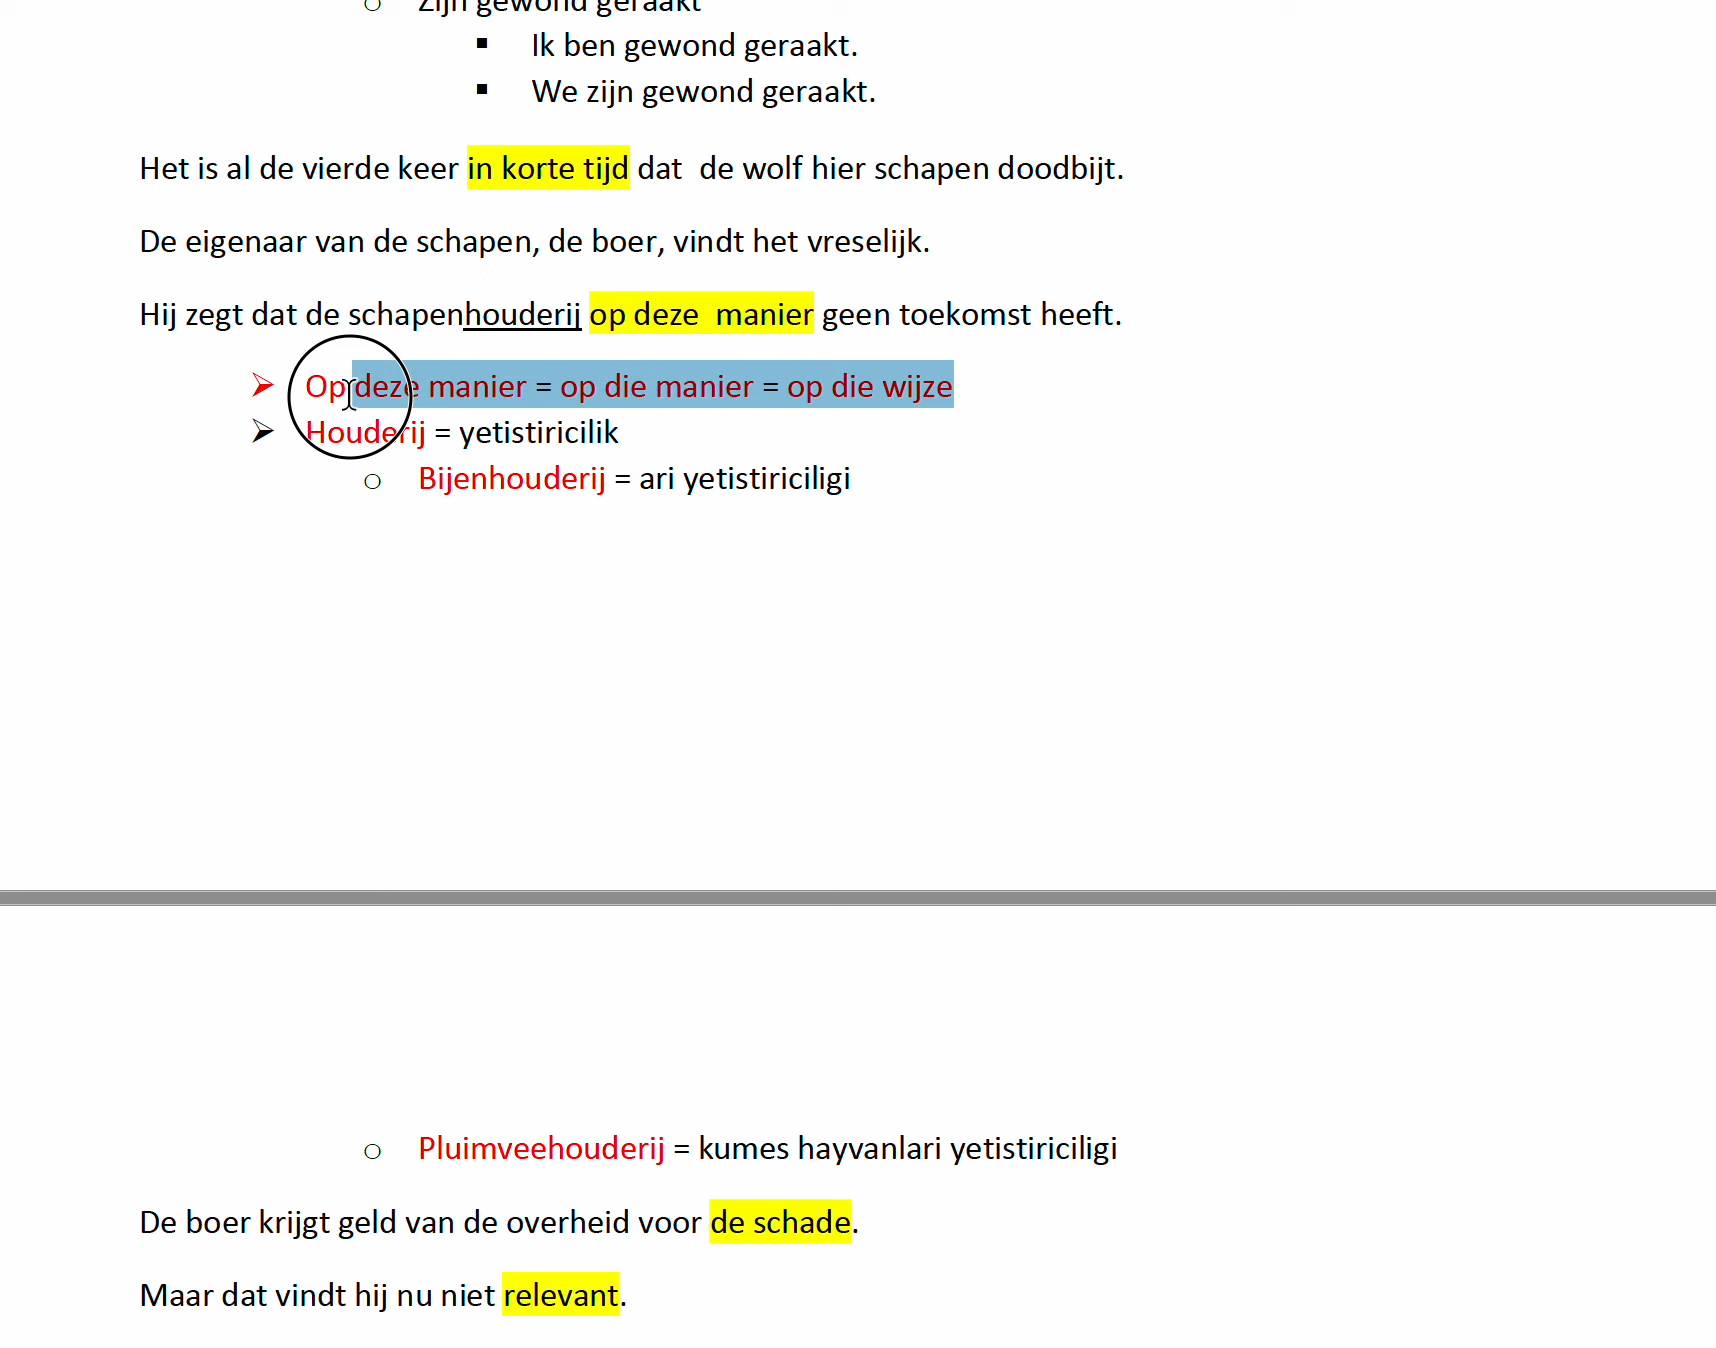 Zijn gewond geraakt
Ik ben gewond geraakt.
We zijn gewond geraakt.
Het is al de vierde keer in korte tijd dat  de wolf hier schapen doodbijt.
De eigenaar van de schapen, de boer, vindt het vreselijk.
Hij zegt dat de schapenhouderij op deze  manier geen toekomst heeft.
Op deze manier = op die manier = op die wijze
Houderij = yetistiricilik
Bijenhouderij = ari yetistiriciligi
Pluimveehouderij = kumes hayvanlari yetistiriciligi
De boer krijgt geld van de overheid voor de schade.
Maar dat vindt hij nu niet relevant.